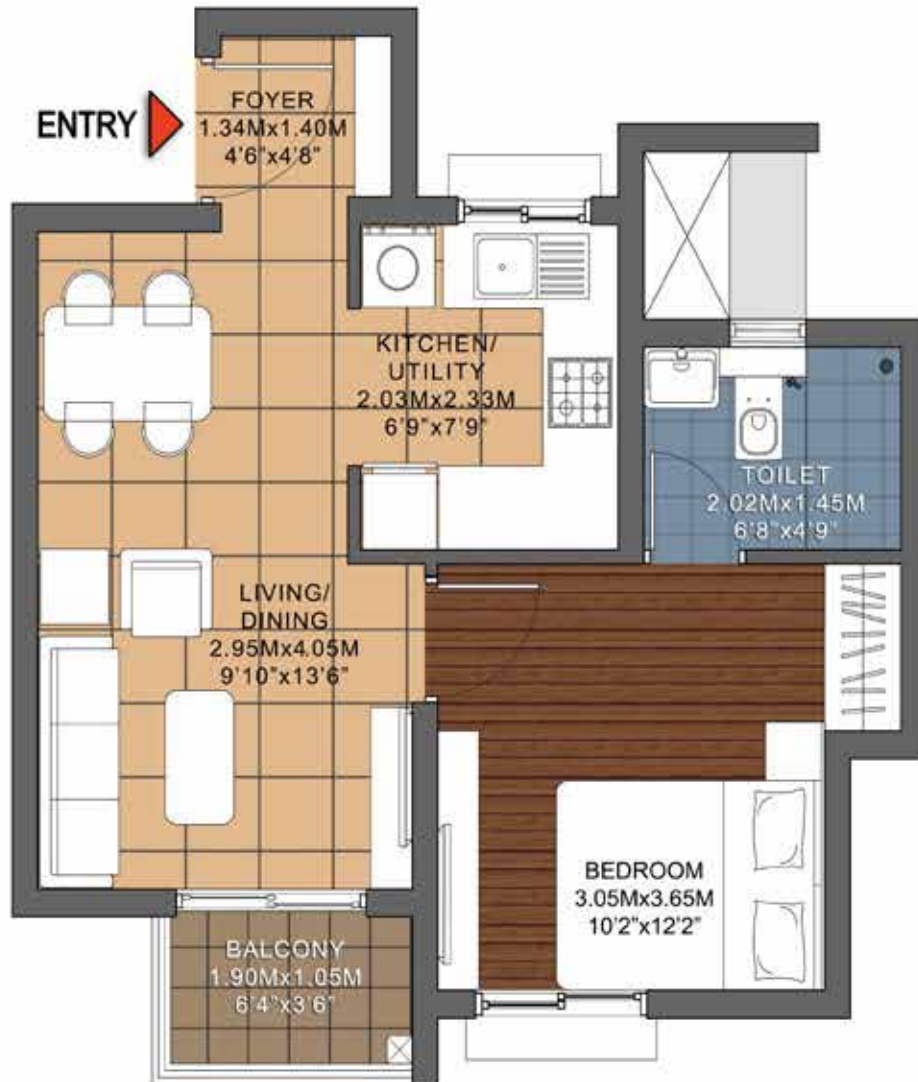 ENTRY
FOYER
1.34Mx1.40M
4'6"x4'8"
KITCHEN/
UTILITY
2.03Mx2.33M
6'9"x7'9"
TOILET
2.02Mx1.45M
6'8"x4'9"
LIVING/
DINING
2.95Mx4.05M
9'10"x13'6"
BEDROOM
3.05Mx3.65M
10'2"x12'2"
BALCONY
1.90Mx1.05M
6'4"x3'6"